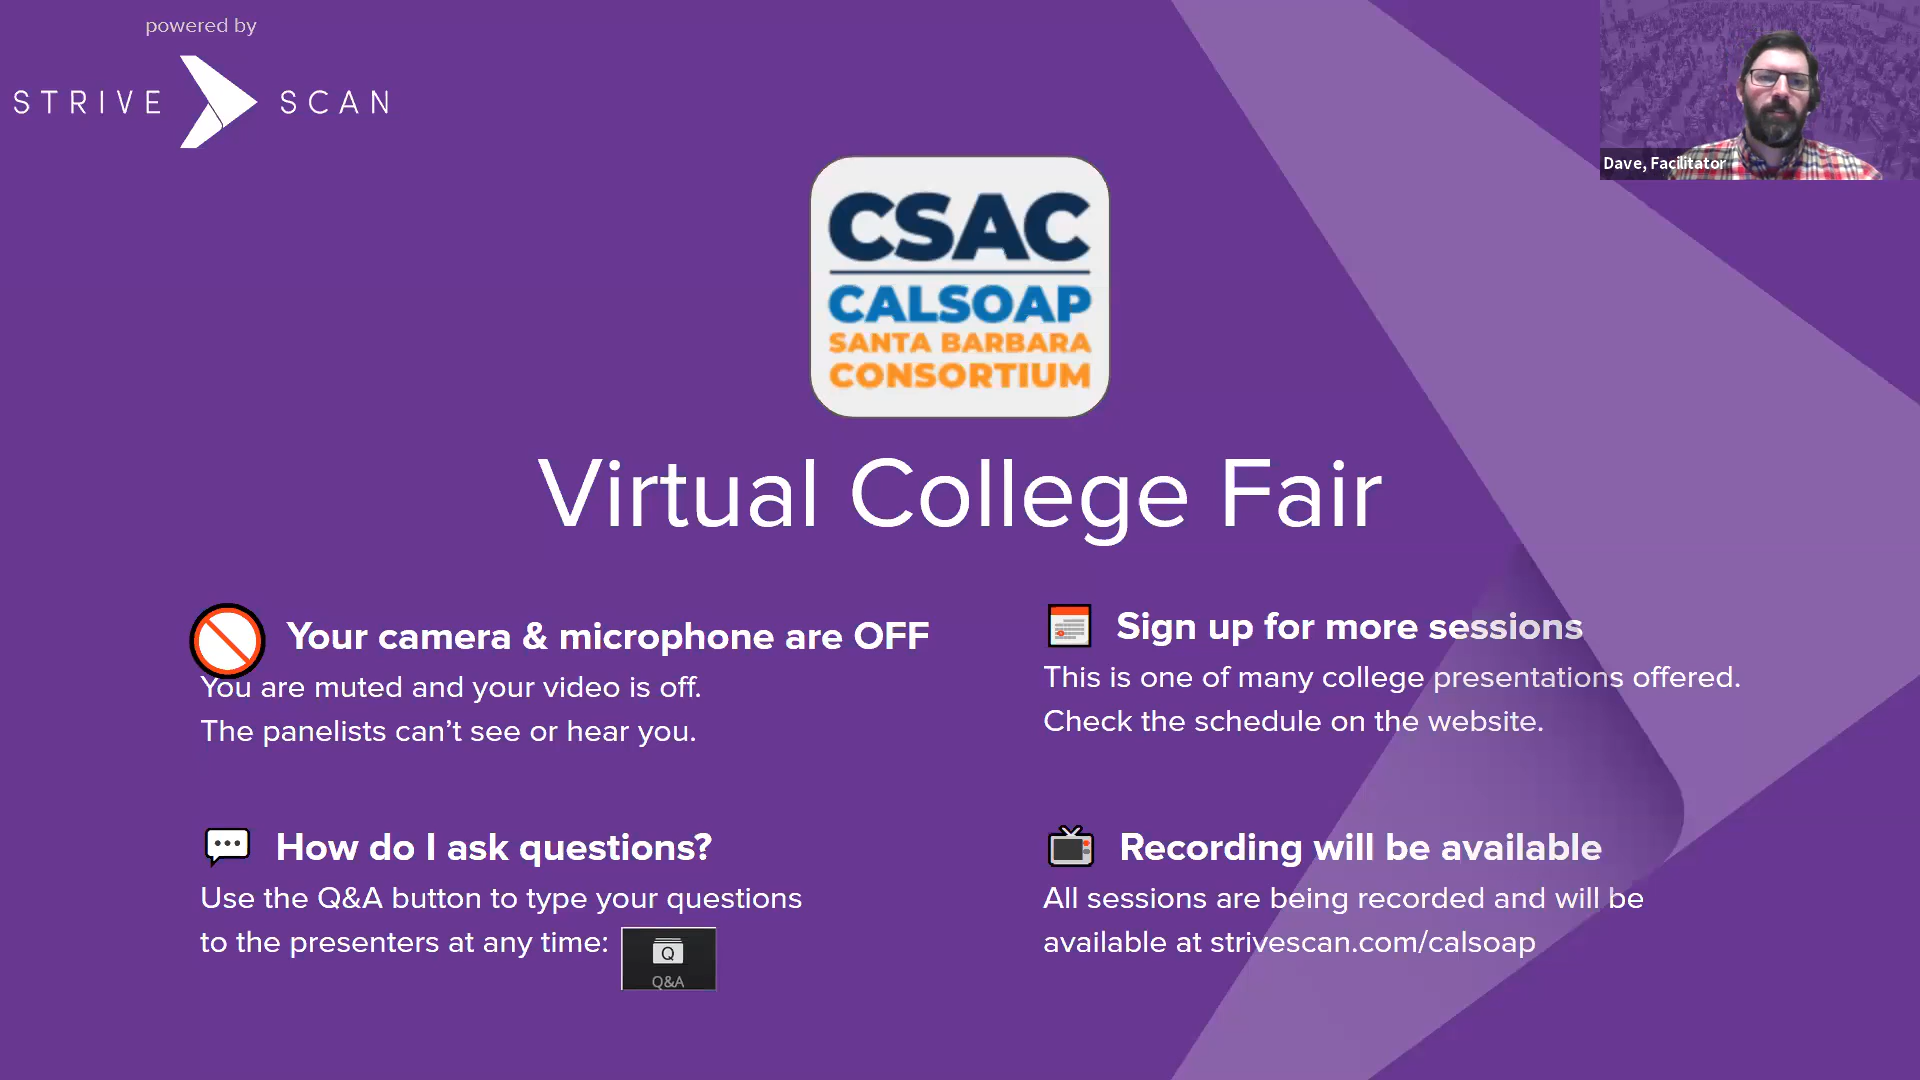 powered by
STRIVE SCAN
Dave, Facilitator
CSAC
CALSOAP
SANTA BARBARA
CONSORTIUM
Virtual College Fair
Your camera & microphone are OFF
You are muted and your video is off.
The panelists can’t see or hear you.
Sign up for more sessions
This is one of many college presentations offered.
Check the schedule on the website.
How do I ask questions?
Use the Q&A button to type your questions
to the presenters at any time:
Q
Q&A
Recording will be available
All sessions are being recorded and will be
available at strivescan.com/calsoap